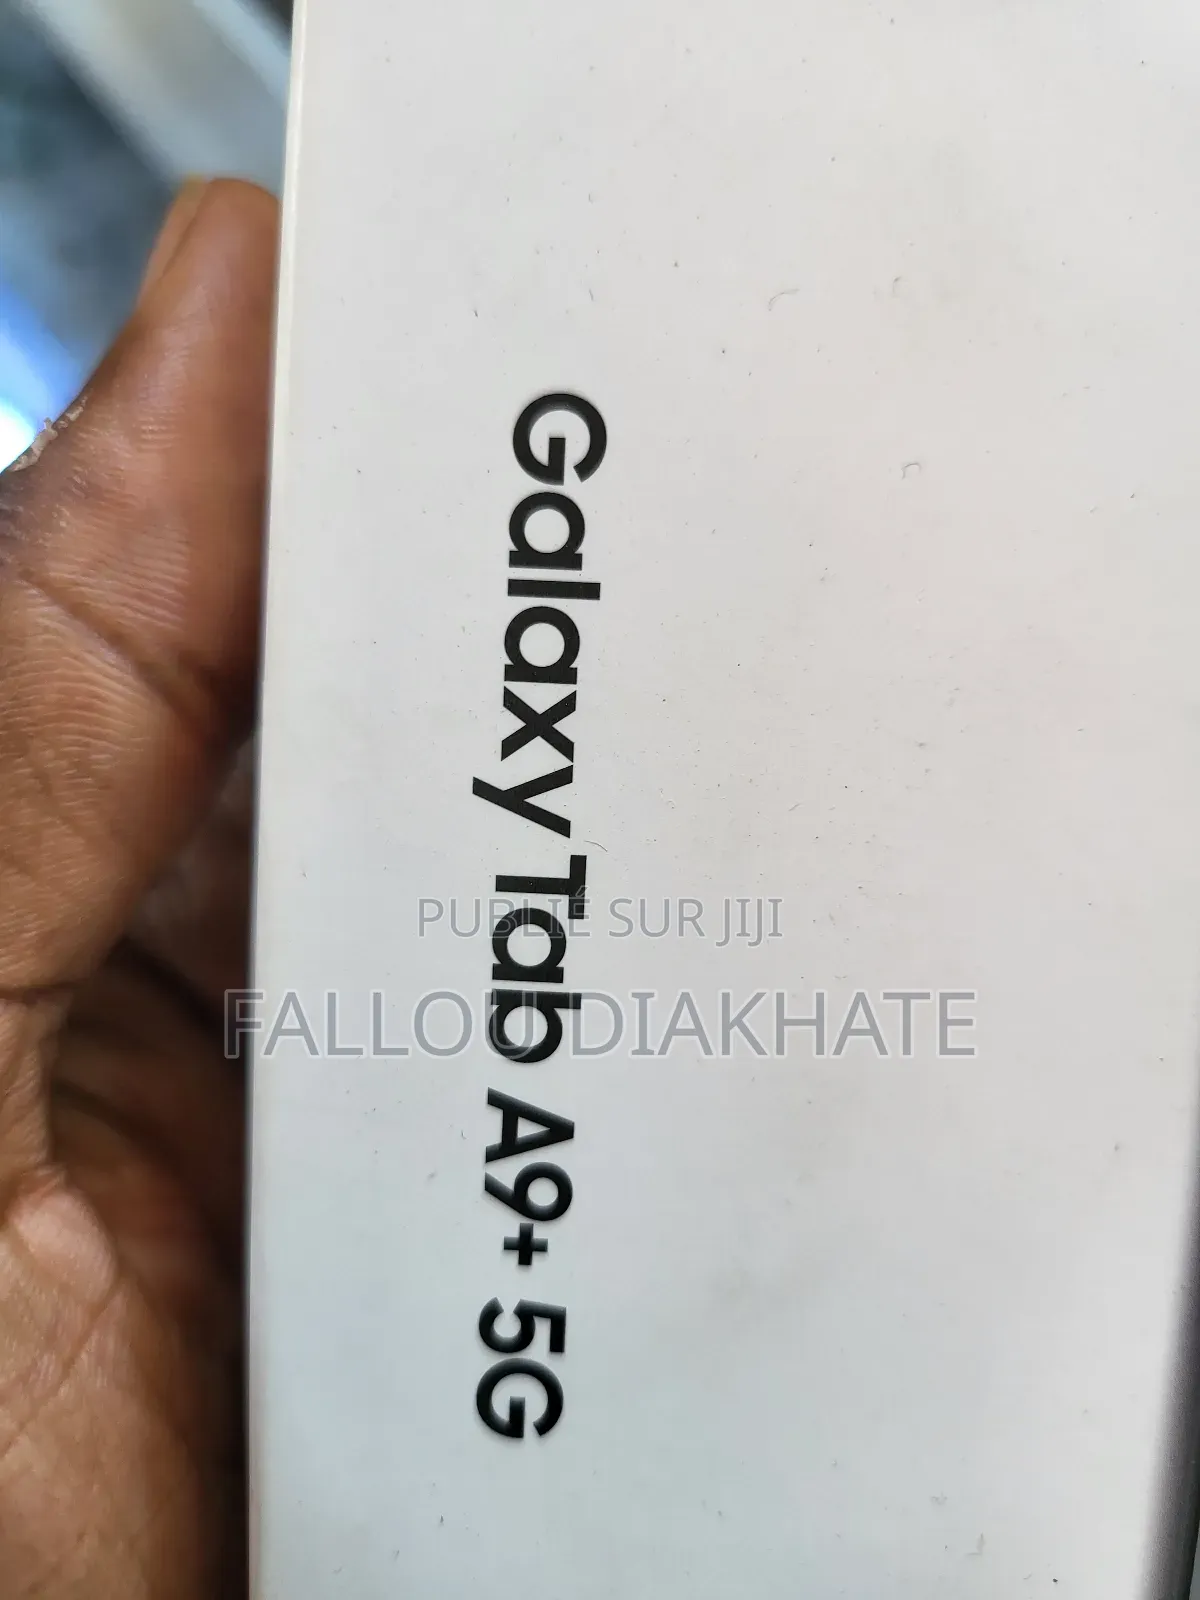 Galaxy Tab A9+ 5G
PUBLIÉ SUR JIJI
FALLOU DIAKHATE